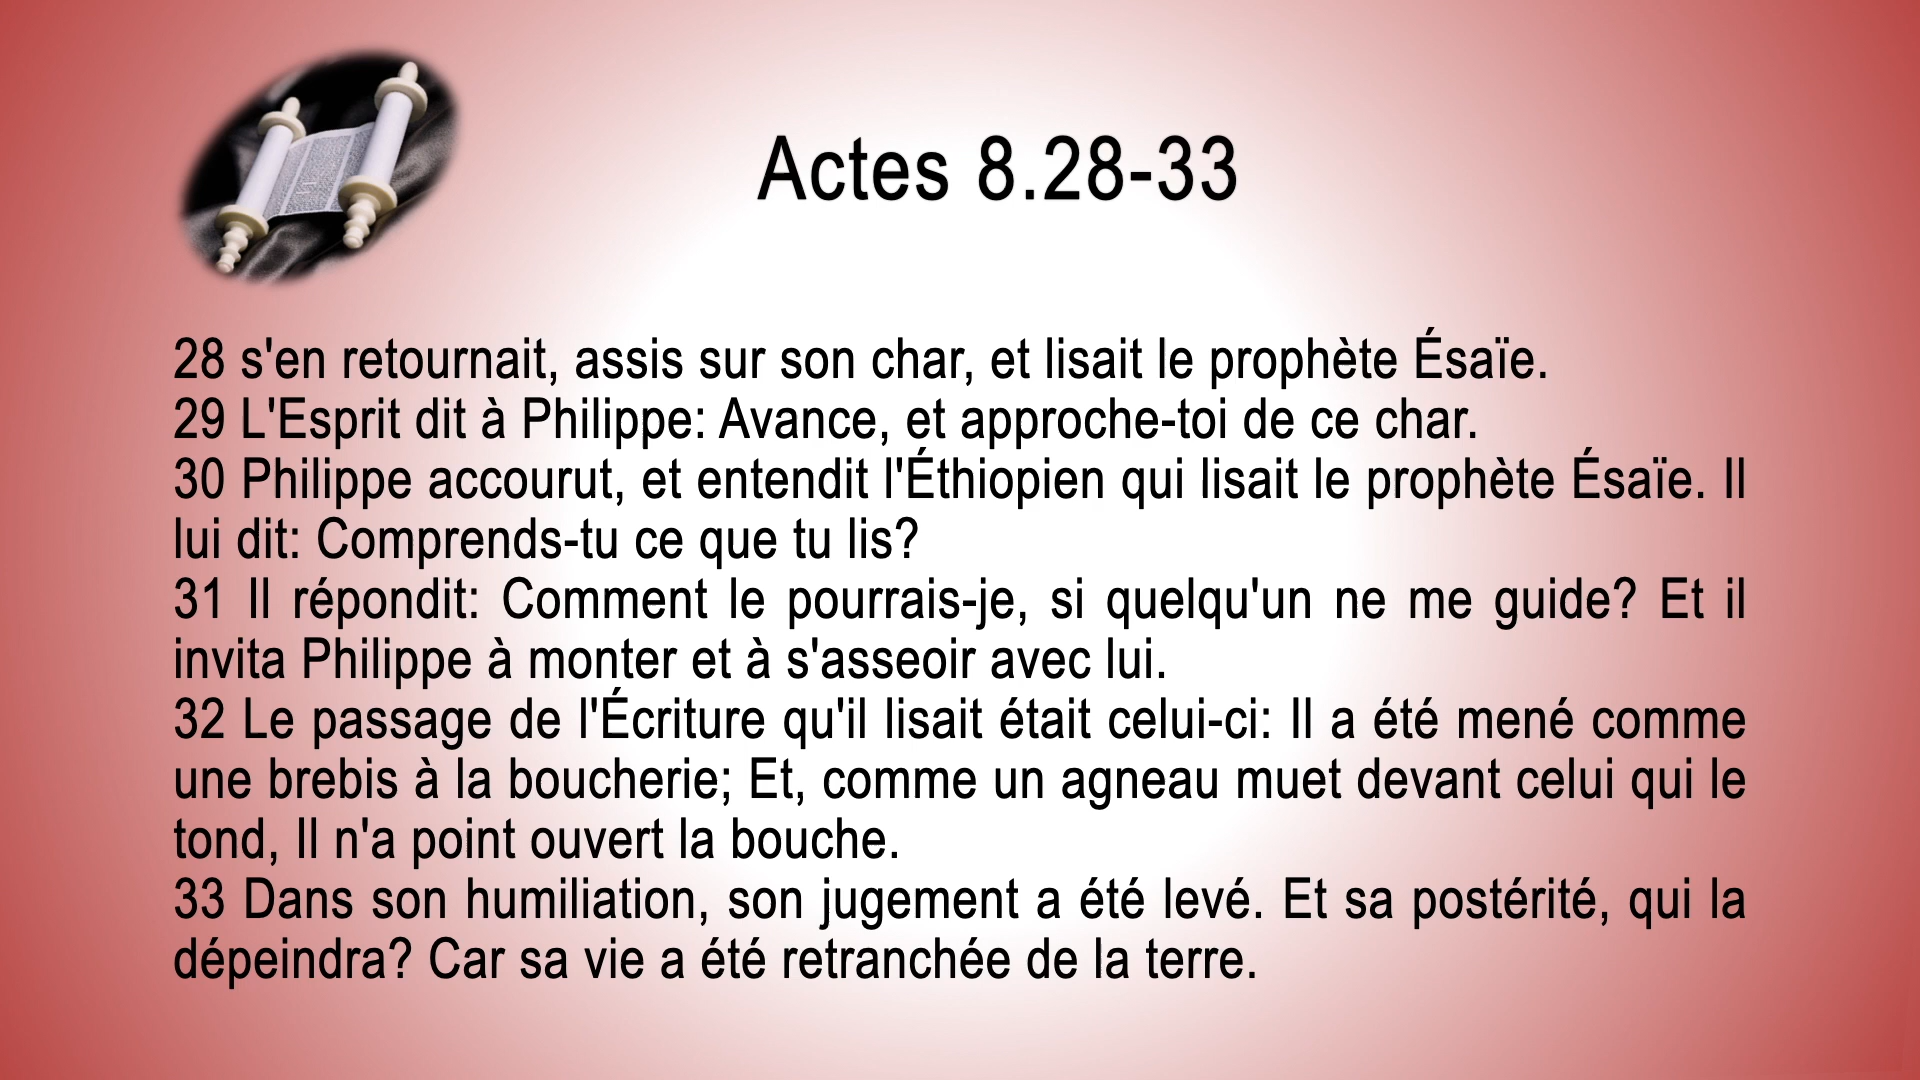 Actes 8.28-33
28 s'en retournait, assis sur son char, et lisait le prophète Ésaïe.
29 L'Esprit dit à Philippe: Avance, et approche-toi de ce char.
30 Philippe accourut, et entendit l'Éthiopien qui lisait le prophète Ésaïe. Il
lui dit: Comprends-tu ce que tu lis?
31 Il répondit: Comment le pourrais-je, si quelqu'un ne me guide? Et il
invita Philippe à monter et à s'asseoir avec lui.
32 Le passage de l'Écriture qu'il lisait était celui-ci: Il a été mené comme
une brebis à la boucherie; Et, comme un agneau muet devant celui qui le
tond, Il n'a point ouvert la bouche.
33 Dans son humiliation, son jugement a été levé. Et sa postérité, qui la
dépeindra? Car sa vie a été retranchée de la terre.